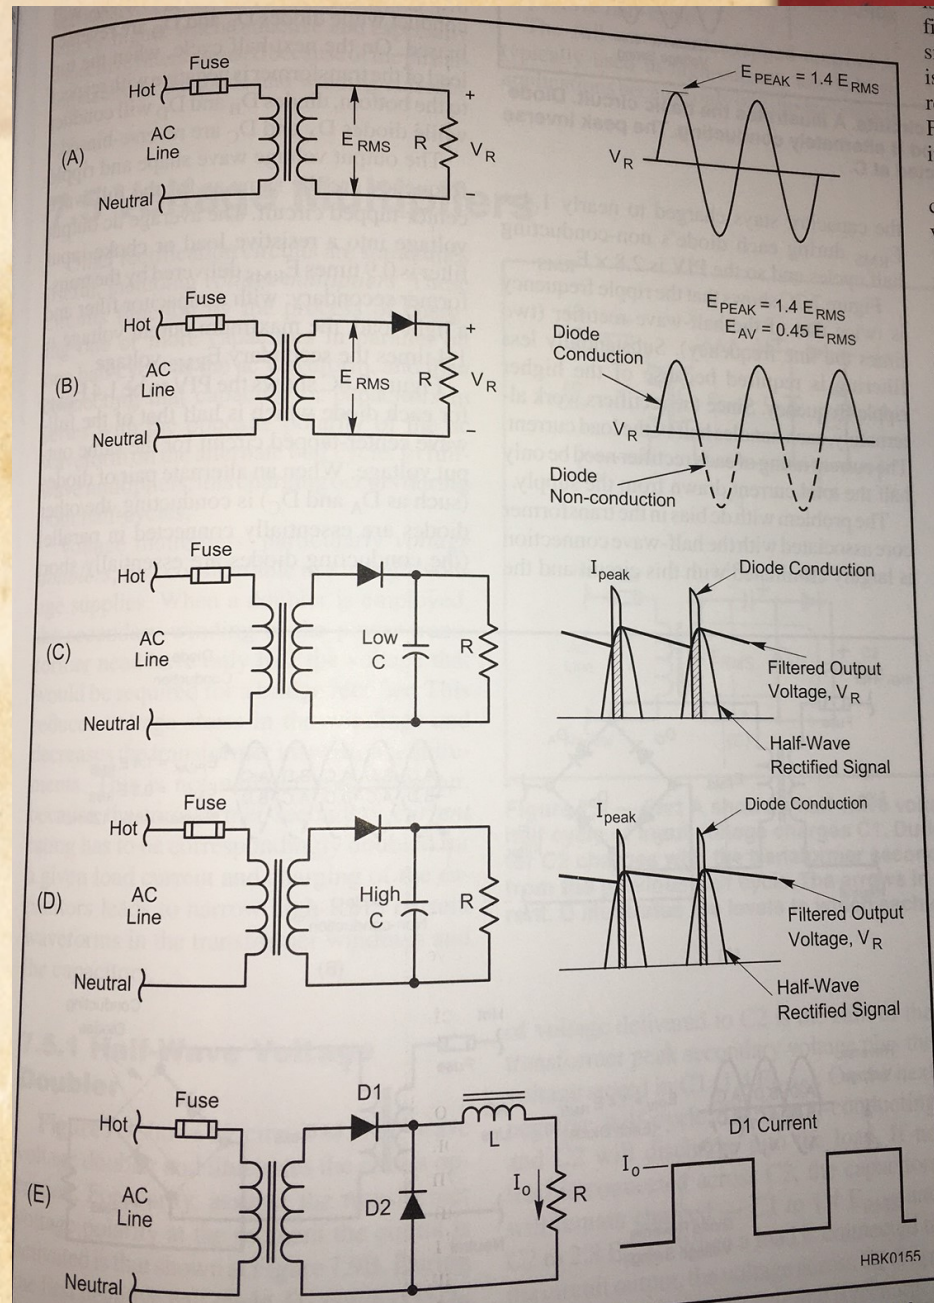 Fuse
Hot
E PEAK = 1.4 E RMS
AC
Line
(A)
E RMS
R
+
V R
−
V R
Neutral
Fuse
Hot
E PEAK = 1.4 E RMS
E AV = 0.45 E RMS
Diode
Conduction
AC
Line
(B)
E RMS
R
+
V R
−
V R
Neutral
Diode
Non-conduction
Fuse
Hot
I peak
Diode Conduction
AC
Line
(C)
Low
C
R
Filtered Output
Voltage, V R
Neutral
Half-Wave
Rectified Signal
Fuse
Hot
I peak
Diode Conduction
AC
Line
(D)
High
C
R
Filtered Output
Voltage, V R
Neutral
Half-Wave
Rectified Signal
Fuse
Hot
D1
L
D1 Current
I o
AC
Line
(E)
D2
I o
R
Neutral
HBK0155